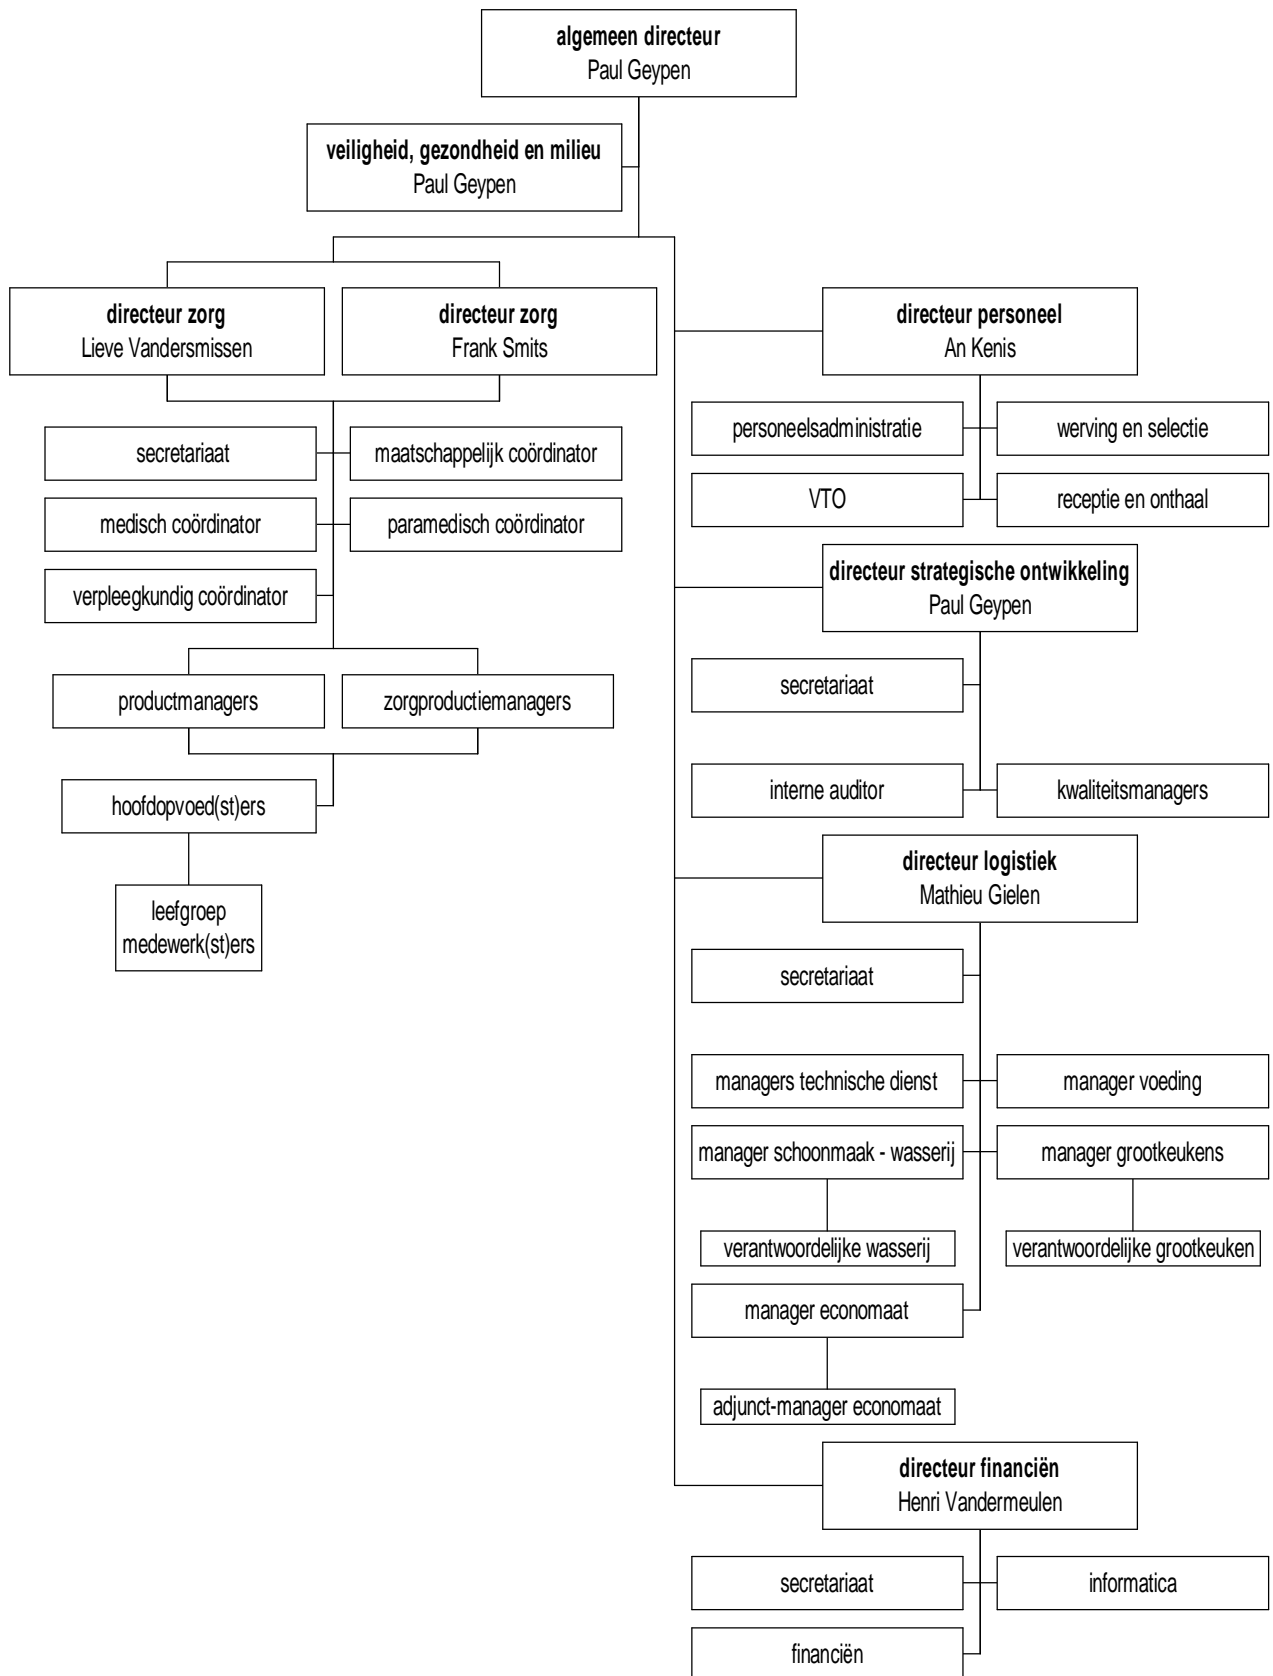 algemeen directeur
Paul Geypen
veiligheid, gezondheid en milieu
Paul Geypen
directeur zorg
Lieve Vandersmissen
directeur zorg
Frank Smits
secretariaat
maatschappelijk coördinator
medisch coördinator
paramedisch coördinator
verpleegkundig coördinator
productmanagers
zorgproductiemanagers
hoofdopvoed(st)ers
leefgroep
medewerk(st)ers
directeur personeel
An Kenis
personeelsadministratie
werving en selectie
VTO
receptie en onthaal
directeur strategische ontwikkeling
Paul Geypen
secretariaat
interne auditor
kwaliteitsmanagers
directeur logistiek
Mathieu Gielen
secretariaat
managers technische dienst
manager voeding
manager schoonmaak - wasserij
manager grootkeukens
verantwoordelijke wasserij
verantwoordelijke grootkeuken
manager economaat
adjunct-manager economaat
directeur financiën
Henri Vandermeulen
secretariaat
informatica
financiën